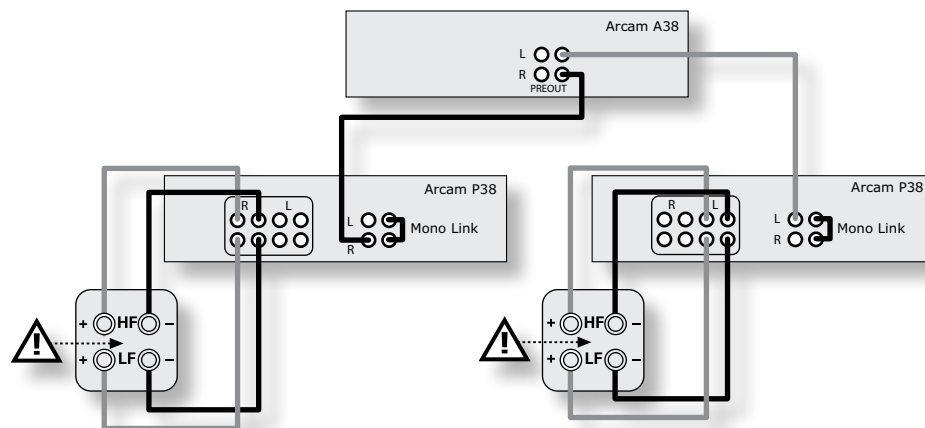 Arcam A38
L
R
PREOUT
Arcam P38
R L
L
R
Mono Link
Arcam P38
R L
L
R
Mono Link
+ HF –
+ LF –
!
+ HF –
+ LF –
!